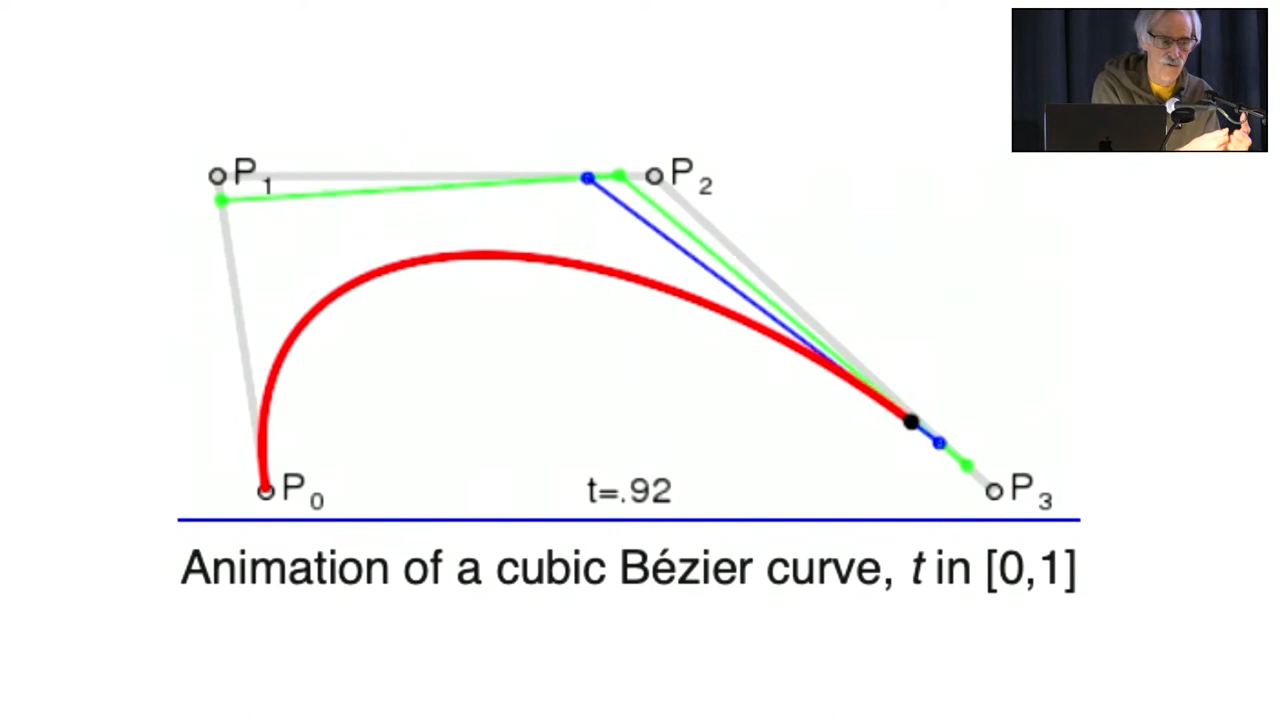 P1
P2
P0
t=.92
P3
Animation of a cubic Bézier curve, t in [0,1]